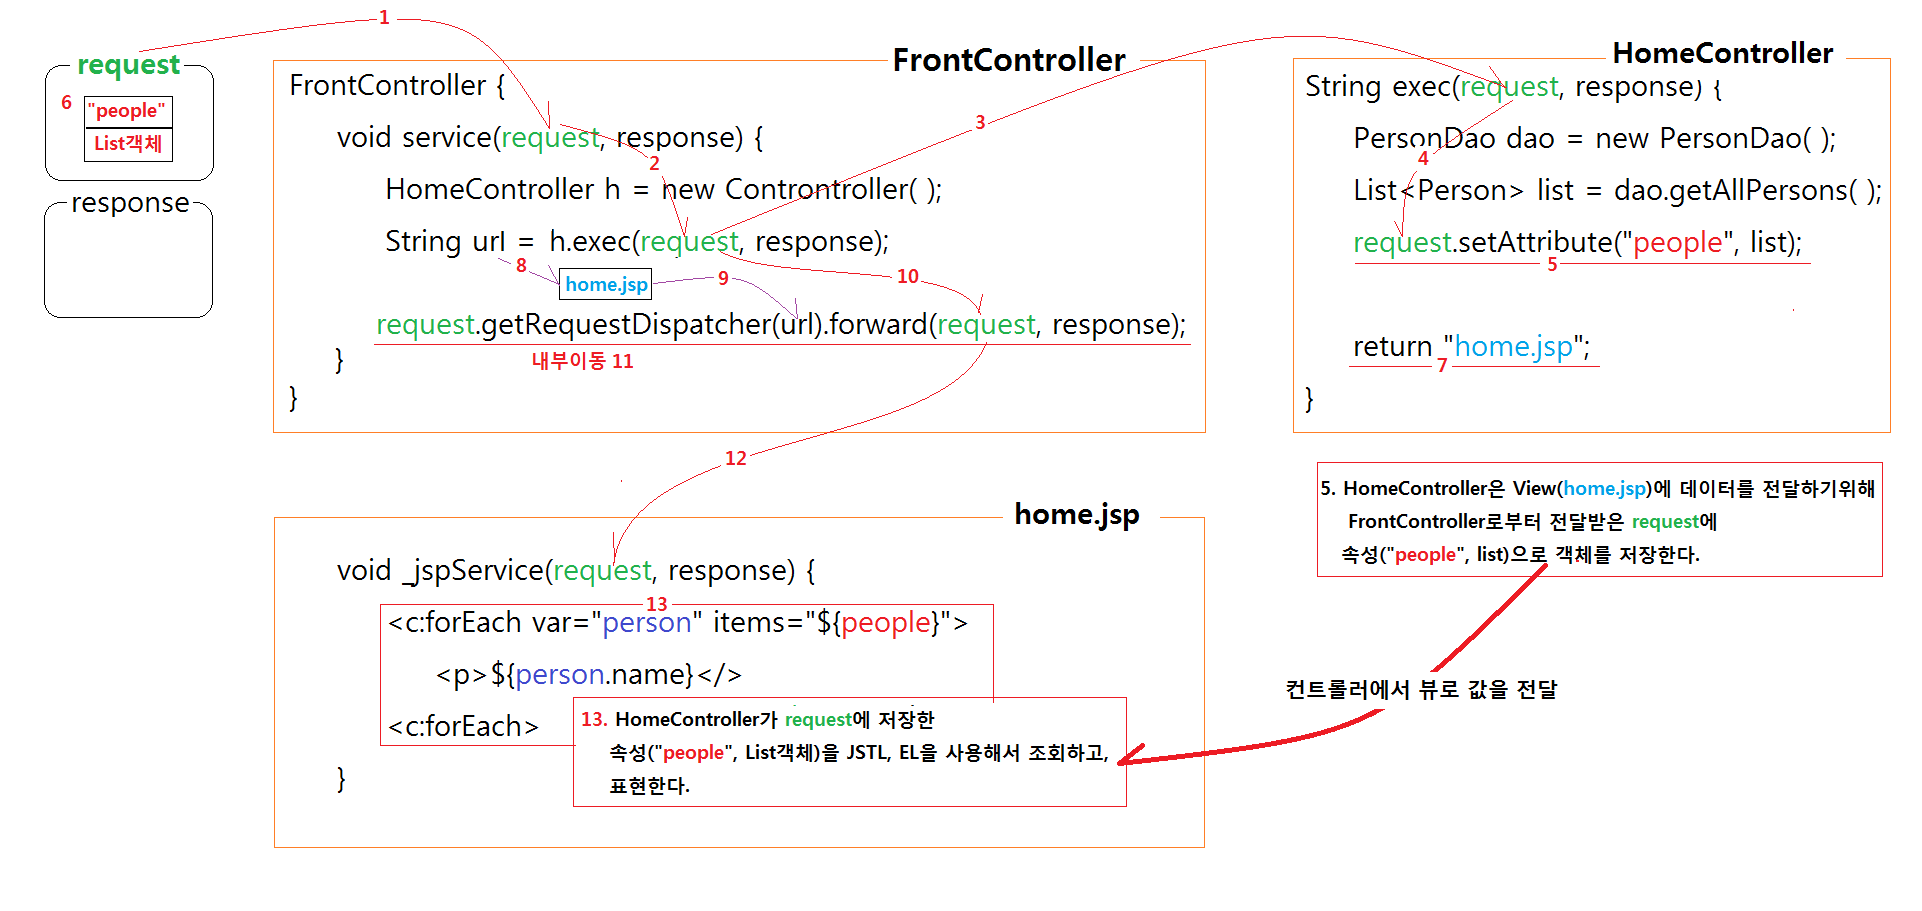 1
request
6
"people"
List객체
response
FrontController
FrontController {
void service(request, response) {
2
HomeController h = new Controntroller( );
String url = h.exec(request, response);
8
home.jsp
9
10
request.getRequestDispatcher(url).forward(request, response);
내부이동 11
}
}
3
HomeController
String exec(request, response) {
PersonDao dao = new PersonDao( );
4
List<Person> list = dao.getAllPersons( );
request.setAttribute("people", list);
5
return "home.jsp";
7
}
12
5. HomeController은 View(home.jsp)에 데이터를 전달하기위해
FrontController로부터 전달받은 request에
속성("people", list)으로 객체를 저장한다.
home.jsp
void _jspService(request, response) {
13
<c:forEach var="person" items="${people}">
<p>${person.name}</>
<c:forEach>
}
13. HomeController가 request에 저장한
속성("people", List객체)을 JSTL, EL을 사용해서 조회하고,
표현한다.
컨트롤러에서 뷰로 값을 전달